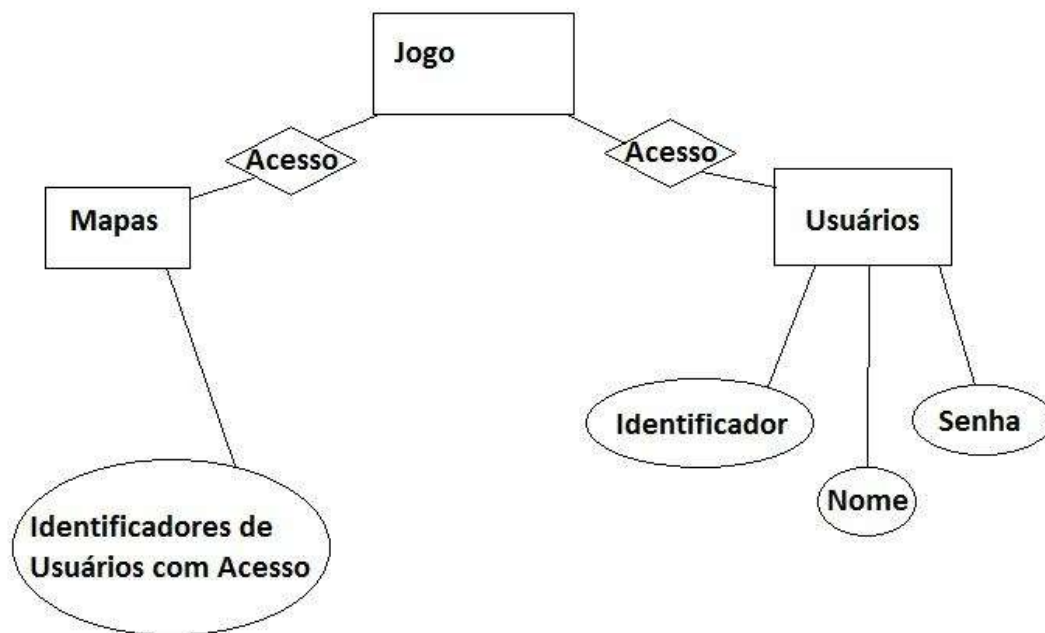 Jogo
Acesso
Acesso
Mapas
Usuários
Identificador
Senha
Nome
Identificadores de
Usuários com Acesso